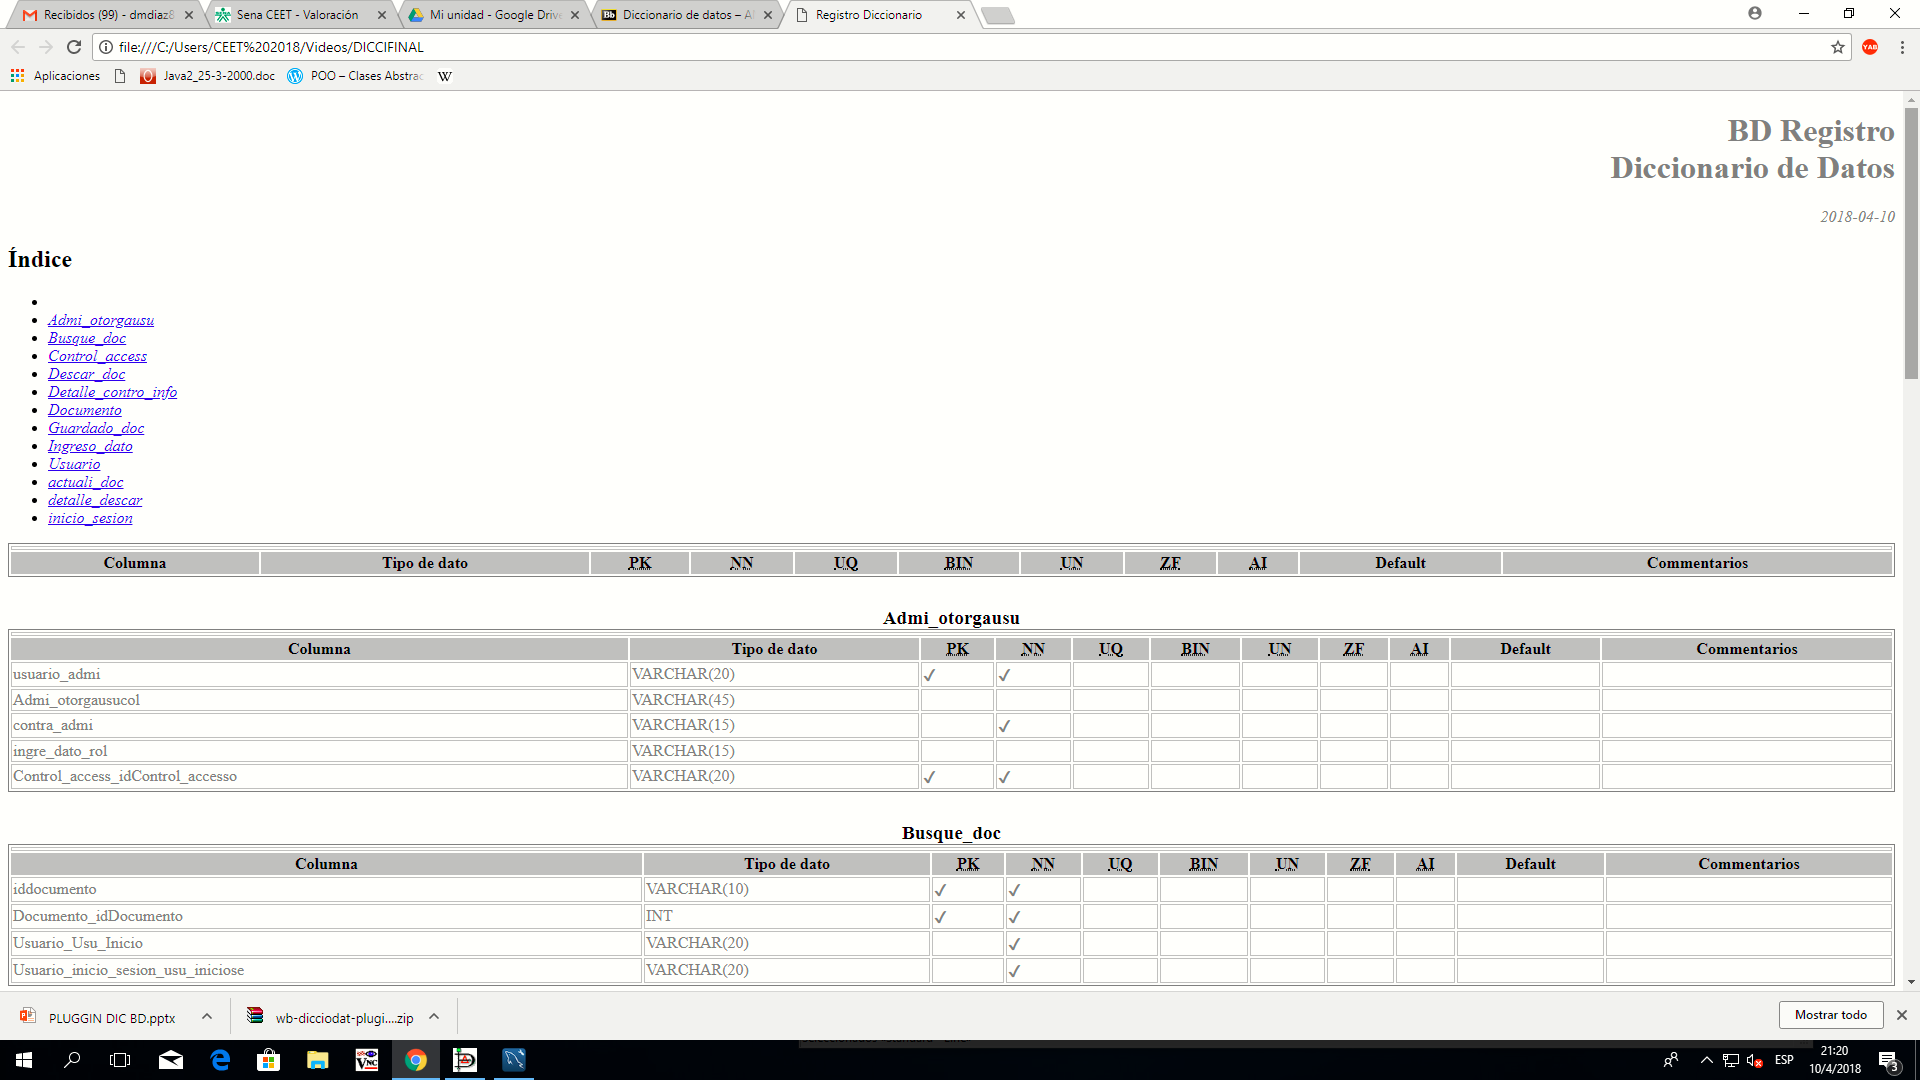 Recibidos (99) - dmdiaz8
Sena CEET - Valoración
Mi unidad - Google Drive
Diccionario de datos – Al
Registro Diccionario
file:///C:/Users/CEET%202018/Videos/DICCIFINAL
YAB
Aplicaciones
Java2_25-3-2000.doc
POO – Clases Abstrac
W
BD Registro
Diccionario de Datos
2018-04-10
Índice
Admi_otorgausu
Busque_doc
Control_access
Descar_doc
Detalle_contro_info
Documento
Guardado_doc
Ingreso_dato
Usuario
actuali_doc
detalle_descar
inicio_sesion
Columna Tipo de dato PK NN UQ BIN UN ZF AI Default Commentarios
Admi_otorgausu
Columna Tipo de dato PK NN UQ BIN UN ZF AI Default Commentarios
usuario_admi VARCHAR(20) ✓ ✓
Admi_otorgausucol VARCHAR(45)
contra_admi VARCHAR(15) ✓
ingre_dato_rol VARCHAR(15)
Control_access_idControl_accesso VARCHAR(20) ✓ ✓
Busque_doc
Columna Tipo de dato PK NN UQ BIN UN ZF AI Default Commentarios
iddocumento VARCHAR(10) ✓ ✓
Documento_idDocumento INT ✓ ✓
Usuario_Usu_Inicio VARCHAR(20) ✓
Usuario_inicio_sesion_usu_iniciose VARCHAR(20) ✓
PLUGGIN DIC BD.pptx
wb-dicciodat-plugi....zip
Mostrar todo
ESP
21:20
10/4/2018
3